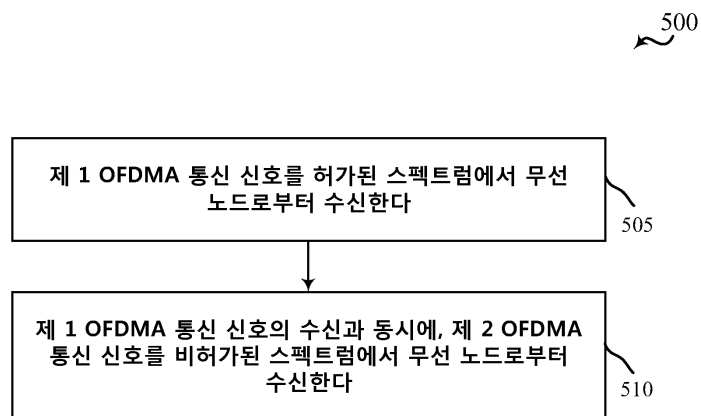 500
제 1 OFDMA 통신 신호를 허가된 스펙트럼에서 무선
노드로부터 수신한다
505
제 1 OFDMA 통신 신호의 수신과 동시에, 제 2 OFDMA
통신 신호를 비허가된 스펙트럼에서 무선 노드로부터
수신한다
510